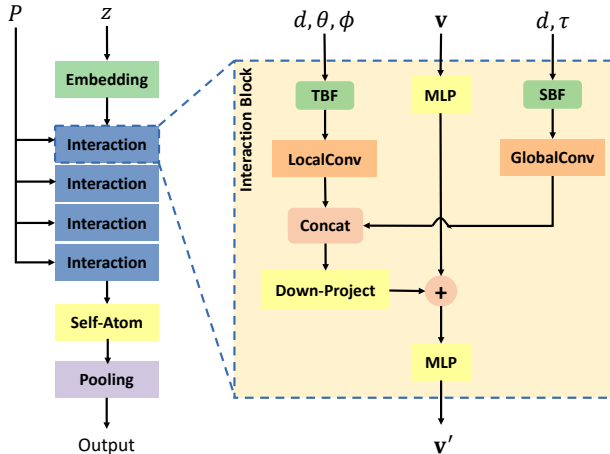 P
z
Embedding
Interaction
Interaction
Interaction
Interaction
Self-Atom
Pooling
Output
Interaction Block
d, θ, ϕ
v
d, τ
TBF
MLP
SBF
LocalConv
GlobalConv
Concat
Down-Project
+
MLP
v′